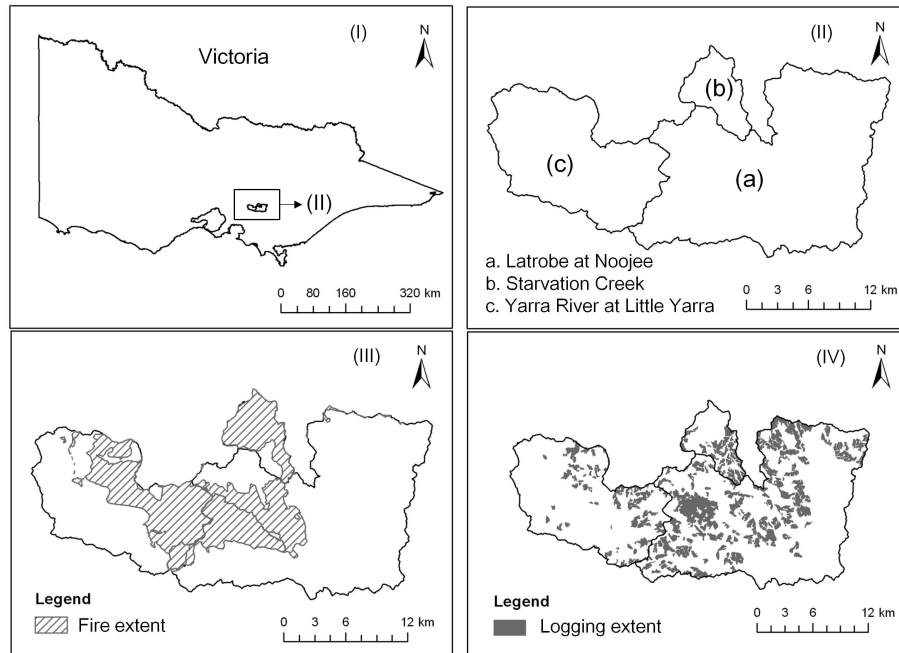 (I)
N
Victoria
(II)
0 80 160 320 km
(II)
N
(b)
(c)
(a)
a. Latrobe at Noojee
b. Starvation Creek
c. Yarra River at Little Yarra
0 3 6 12 km
(III)
N
Legend
Fire extent
0 3 6 12 km
(IV)
N
Legend
Logging extent
0 3 6 12 km